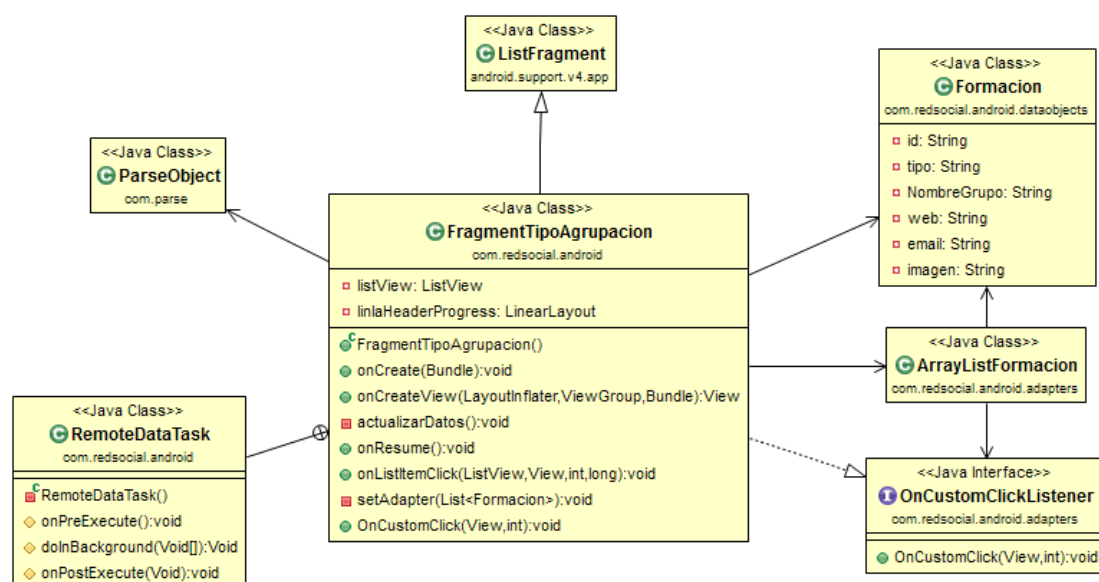 <<Java Class>>
ListFragment
android.support.v4.app
<<Java Class>>
Formacion
com.redsocial.android.dataobjects
id: String
tipo: String
NombreGrupo: String
web: String
email: String
imagen: String
<<Java Class>>
ParseObject
com.parse
<<Java Class>>
FragmentTipoAgrupacion
com.redsocial.android
listView: ListView
linlaHeaderProgress: LinearLayout
FragmentTipoAgrupacion()
onCreate(Bundle):void
onCreateView(LayoutInflater,ViewGroup,Bundle):View
actualizarDatos():void
onResume():void
onListItemClick(ListView,View,int,long):void
setAdapter(List<Formacion>):void
OnCustomClick(View,int):void
<<Java Class>>
ArrayListFormacion
com.redsocial.android.adapters
<<Java Class>>
RemoteDataTask
com.redsocial.android
RemoteDataTask()
onPreExecute():void
doInBackground(Void[]):Void
onPostExecute(Void):void
<<Java Interface>>
OnCustomClickListener
com.redsocial.android.adapters
OnCustomClick(View,int):void